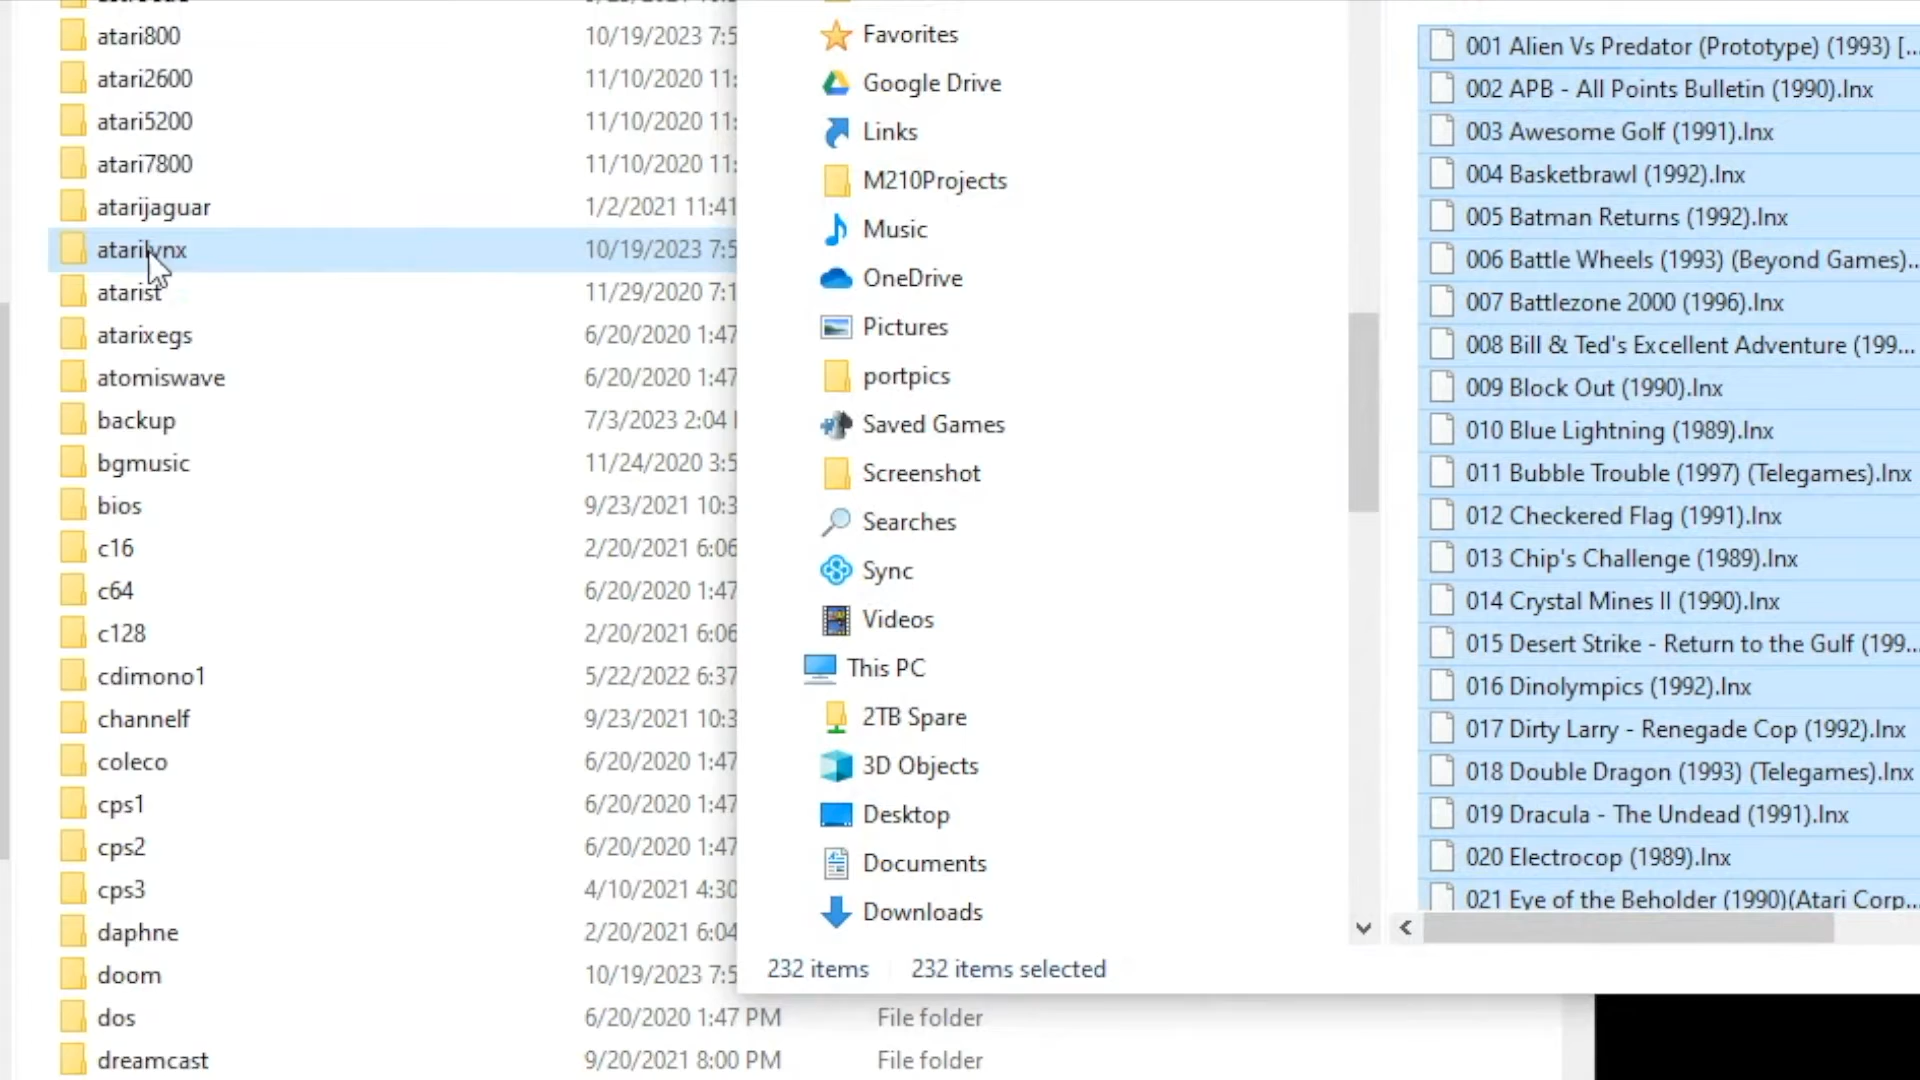 atari800 10/19/2023 7:5
atari2600 11/10/2020 11:
atari5200 11/10/2020 11:
atari7800 11/10/2020 11:
atarijaguar 1/2/2021 11:41
atarilynx 10/19/2023 7:5
atarist 11/29/2020 7:1
atarixegs 6/20/2020 1:47
atomiswave 6/20/2020 1:47
backup 7/3/2023 2:04
bgmusic 11/24/2020 3:5
bios 9/23/2021 10:3
c16 2/20/2021 6:06
c64 6/20/2020 1:47
c128 2/20/2021 6:06
cdimono1 5/22/2022 6:37
channelf 9/23/2021 10:3
coleco 6/20/2020 1:47
cps1 6/20/2020 1:47
cps2 6/20/2020 1:47
cps3 4/10/2021 4:30
daphne 2/20/2021 6:04
doom 10/19/2023 7:5
dos 6/20/2020 1:47 PM File folder
dreamcast 9/20/2021 8:00 PM File folder
Favorites
Google Drive
Links
M210Projects
Music
OneDrive
Pictures
portpics
Saved Games
Screenshot
Searches
Sync
Videos
This PC
2TB Spare
3D Objects
Desktop
Documents
Downloads
232 items 232 items selected
001 Alien Vs Predator (Prototype) (1993) [...
002 APB - All Points Bulletin (1990).lnx
003 Awesome Golf (1991).lnx
004 Basketbrawl (1992).lnx
005 Batman Returns (1992).lnx
006 Battle Wheels (1993) (Beyond Games)...
007 Battlezone 2000 (1996).lnx
008 Bill & Ted's Excellent Adventure (199...
009 Block Out (1990).lnx
010 Blue Lightning (1989).lnx
011 Bubble Trouble (1997) (Telegames).lnx
012 Checkered Flag (1991).lnx
013 Chip's Challenge (1989).lnx
014 Crystal Mines II (1990).lnx
015 Desert Strike - Return to the Gulf (199...
016 Dinolympics (1992).lnx
017 Dirty Larry - Renegade Cop (1992).lnx
018 Double Dragon (1993) (Telegames).lnx
019 Dracula - The Undead (1991).lnx
020 Electrocop (1989).lnx
021 Eye of the Beholder (1990)(Atari Corp...